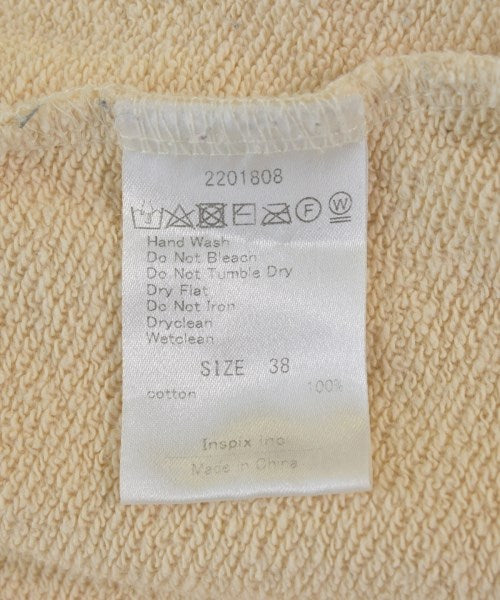 2201808
F W
Hand Wash
Do Not Bleach
Do Not Tumble Dry
Dry Flat
Do Not Iron
Dryclean
Wetclean
SIZE 38
cotton 100%
Inspix inc
Made in China